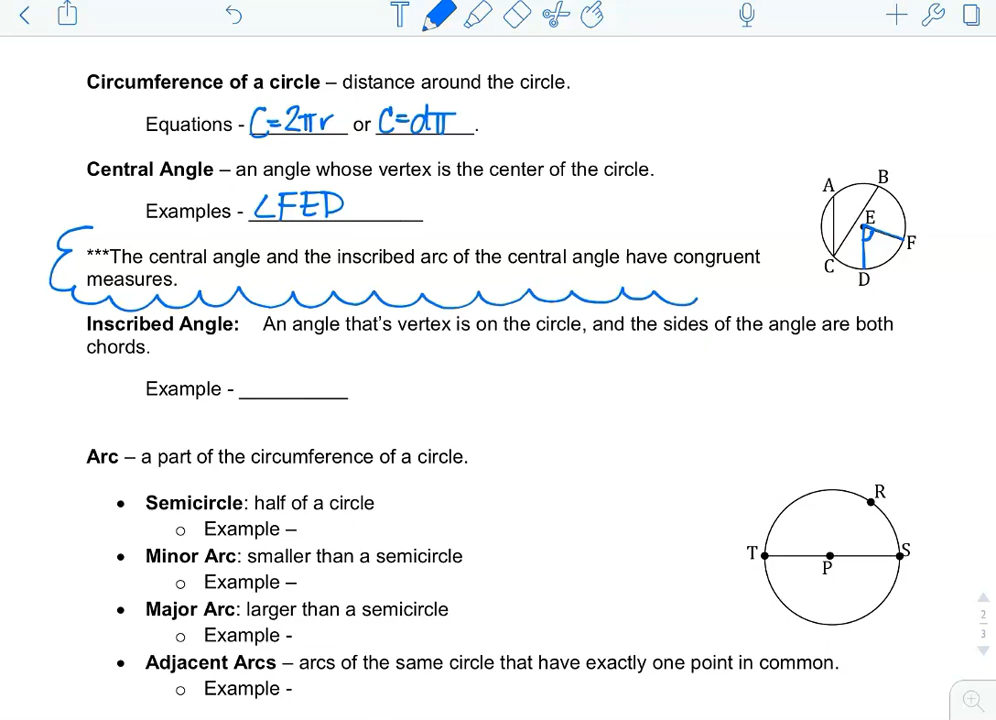 T
Circumference of a circle – distance around the circle.
Equations - C=2πr or C=dπ.
Central Angle – an angle whose vertex is the center of the circle.
Examples - ∠FED
A
B
E
F
C
D
***The central angle and the inscribed arc of the central angle have congruent
measures.
Inscribed Angle: An angle that's vertex is on the circle, and the sides of the angle are both
chords.
Example - __________
Arc – a part of the circumference of a circle.
• Semicircle: half of a circle
o Example –
• Minor Arc: smaller than a semicircle
o Example –
• Major Arc: larger than a semicircle
o Example -
• Adjacent Arcs – arcs of the same circle that have exactly one point in common.
o Example -
R
T
S
P
2
3